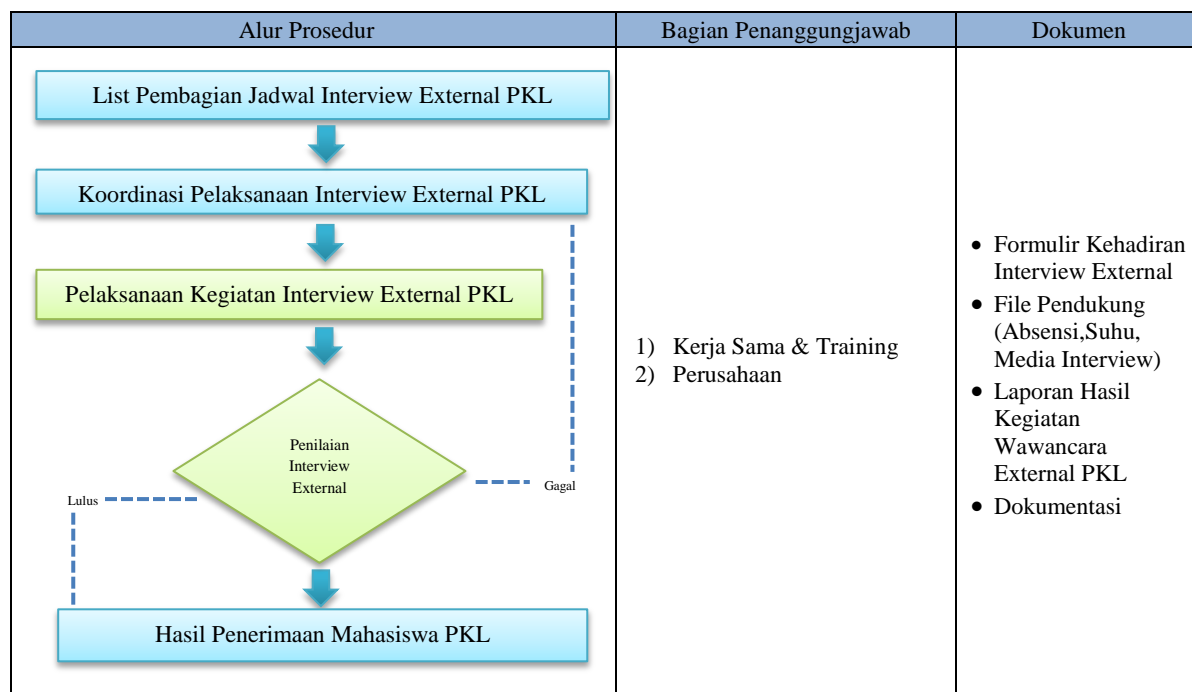 Alur Prosedur
Bagian Penanggungjawab
Dokumen
List Pembagian Jadwal Interview External PKL
Koordinasi Pelaksanaan Interview External PKL
Pelaksanaan Kegiatan Interview External PKL
Penilaian
Interview
External
Gagal
Lulus
Hasil Penerimaan Mahasiswa PKL
1) Kerja Sama & Training
2) Perusahaan
• Formulir Kehadiran
Interview External
• File Pendukung
(Absensi,Suhu,
Media Interview)
• Laporan Hasil
Kegiatan
Wawancara
External PKL
• Dokumentasi